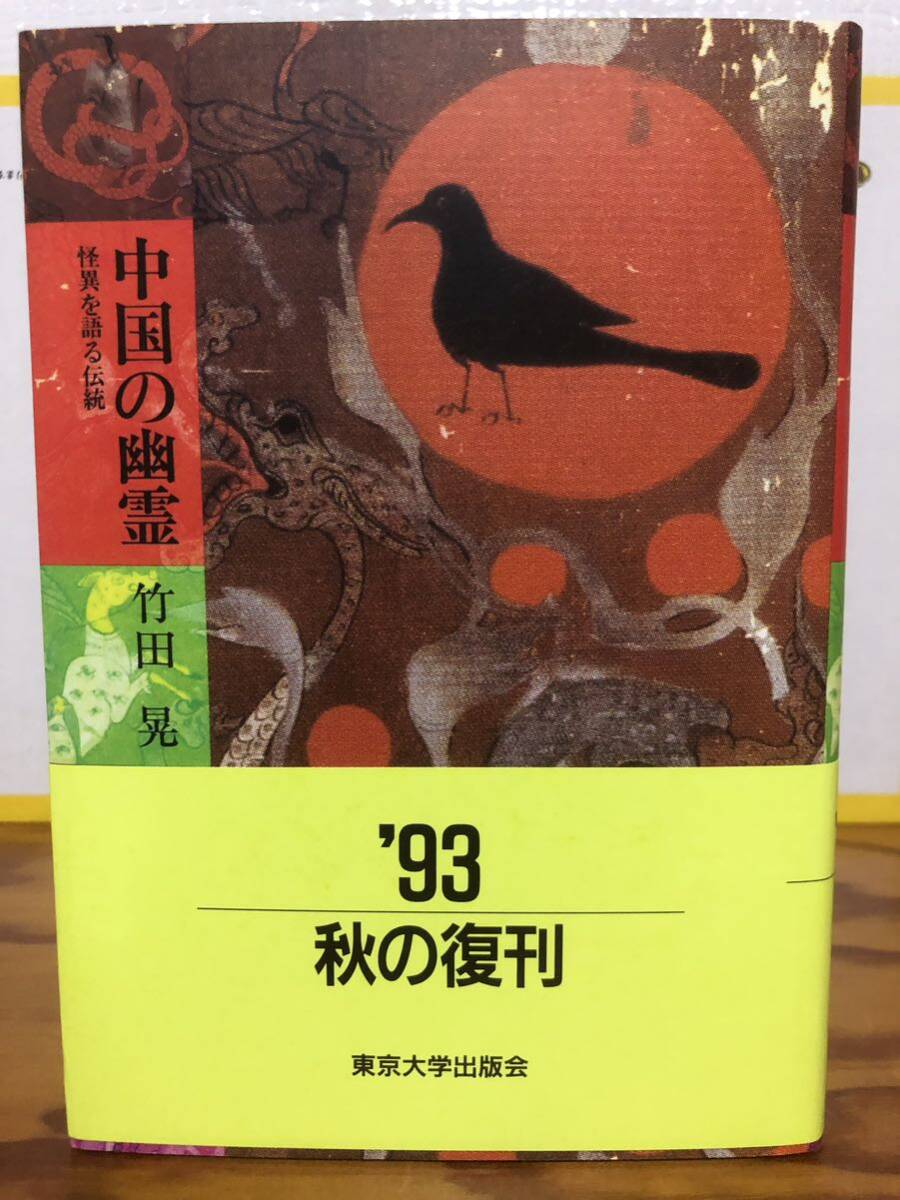 中国の幽霊
怪異を語る伝統
竹田 晃
’93
秋の復刊
東京大学出版会